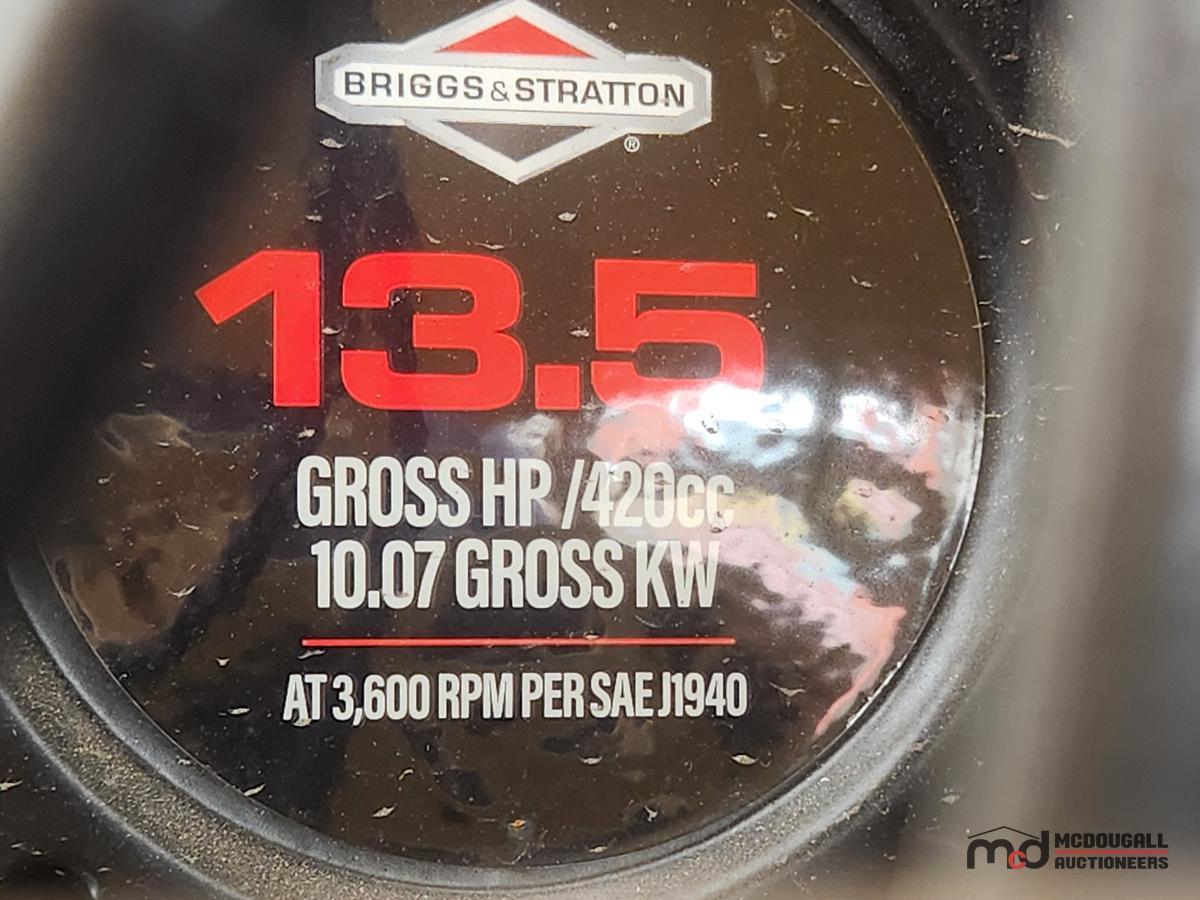 BRIGGS & STRATTON
®
13.5
GROSS HP /420cc
10.07 GROSS KW
AT 3,600 RPM PER SAE J1940
mcd MCDOUGALL
AUCTIONEERS